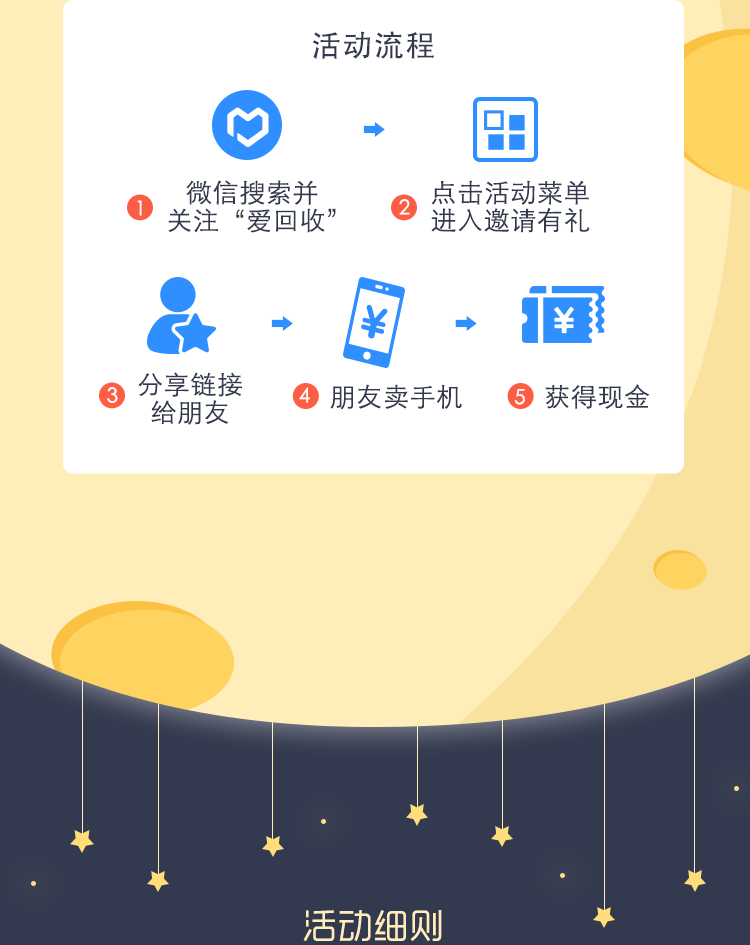 活动流程
1 微信搜索并
关注“爱回收”
2 点击活动菜单
进入邀请有礼
¥
¥
3 分享链接
给朋友
4 朋友卖手机
5 获得现金
活动细则